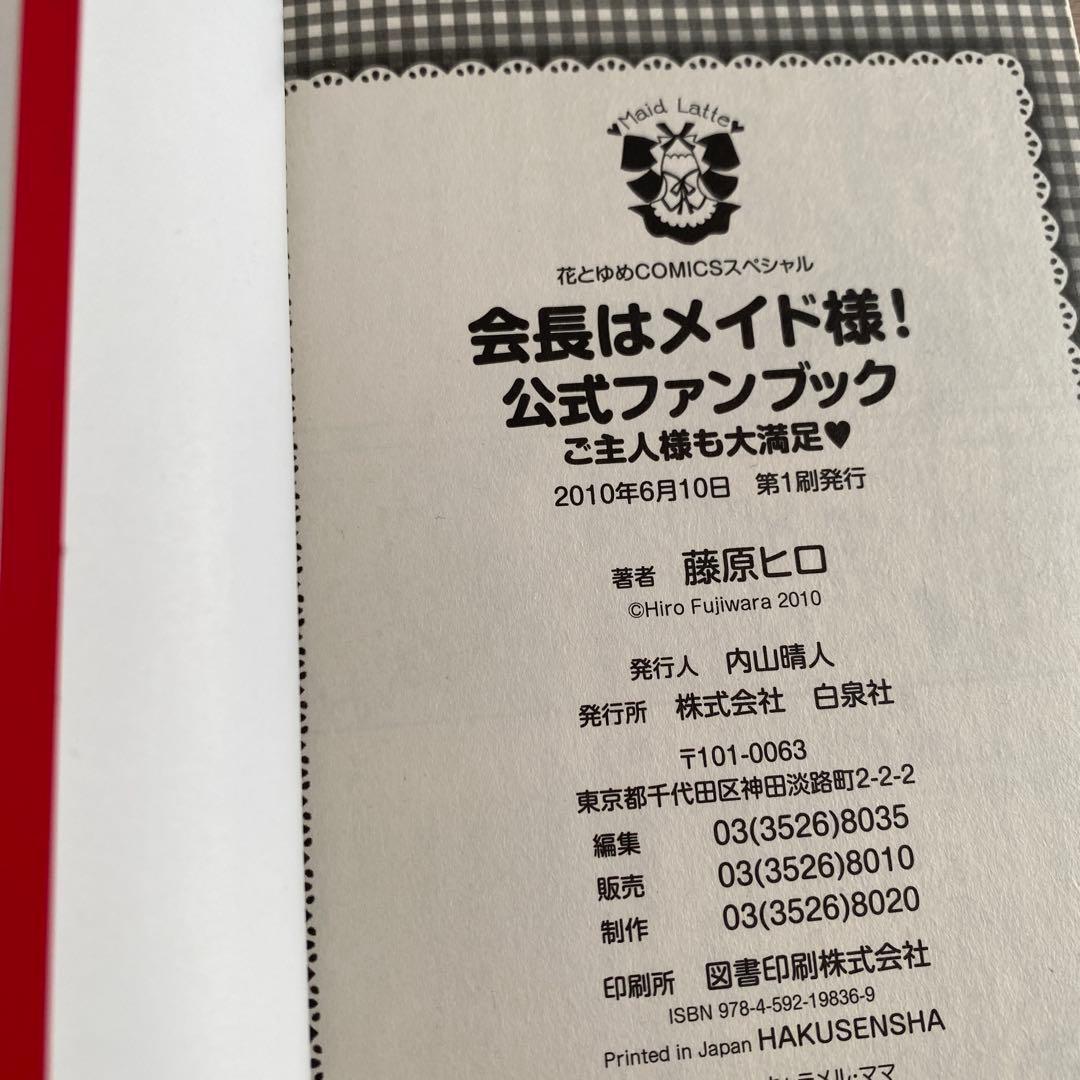 ♥Maid Latte♥
花とゆめCOMICSスペシャル
会長はメイド様!
公式ファンブック
ご主人様も大満足♥
2010年6月10日 第1刷発行
著者 藤原ヒロ
©Hiro Fujiwara 2010
発行人 内山晴人
発行所 株式会社 白泉社
〒101-0063
東京都千代田区神田淡路町2-2-2
編集 03(3526)8035
販売 03(3526)8010
制作 03(3526)8020
印刷所 図書印刷株式会社
ISBN 978-4-592-19836-9
Printed in Japan HAKUSENSHA
ラメル・ママ